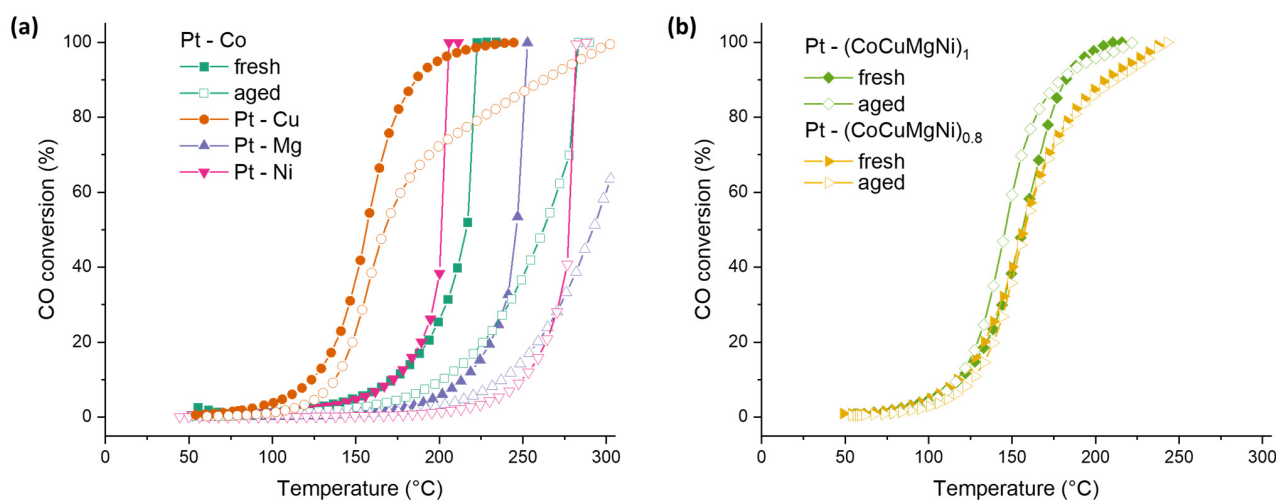 (a)
Pt - Co
fresh
aged
Pt - Cu
Pt - Mg
Pt - Ni
CO conversion (%)
100
80
60
40
20
0
0 50 100 150 200 250 300
Temperature (°C)
(b)
Pt - (CoCuMgNi)₁
fresh
aged
Pt - (CoCuMgNi)₀.₈
fresh
aged
CO conversion (%)
100
80
60
40
20
0
0 50 100 150 200 250 300
Temperature (°C)